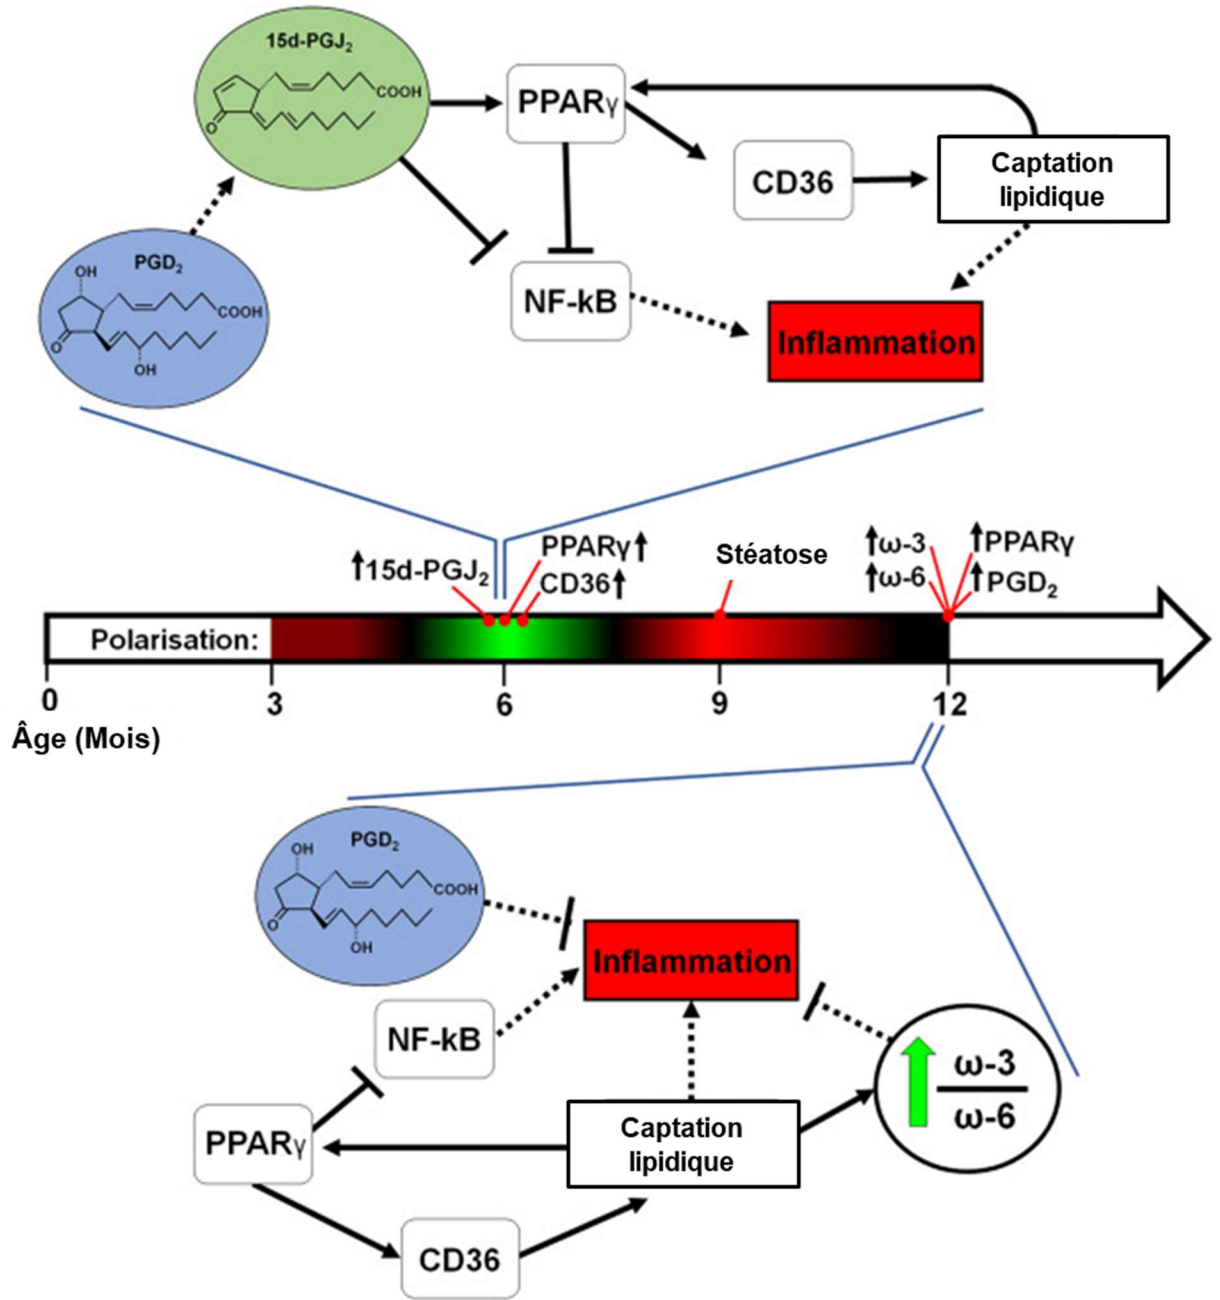 15d-PGJ₂
COOH
O
PPARγ
CD36
Captation
lipidique
PGD₂
OH
COOH
O
OH
NF-kB
Inflammation
↑15d-PGJ₂
PPARγ↑
CD36↑
Stéatose
↑ω-3
↑ω-6
↑PPARγ
↑PGD₂
Polarisation:
0
3
6
9
12
Âge (Mois)
PGD₂
OH
COOH
O
OH
Inflammation
NF-kB
PPARγ
Captation
lipidique
ω-3
ω-6
CD36